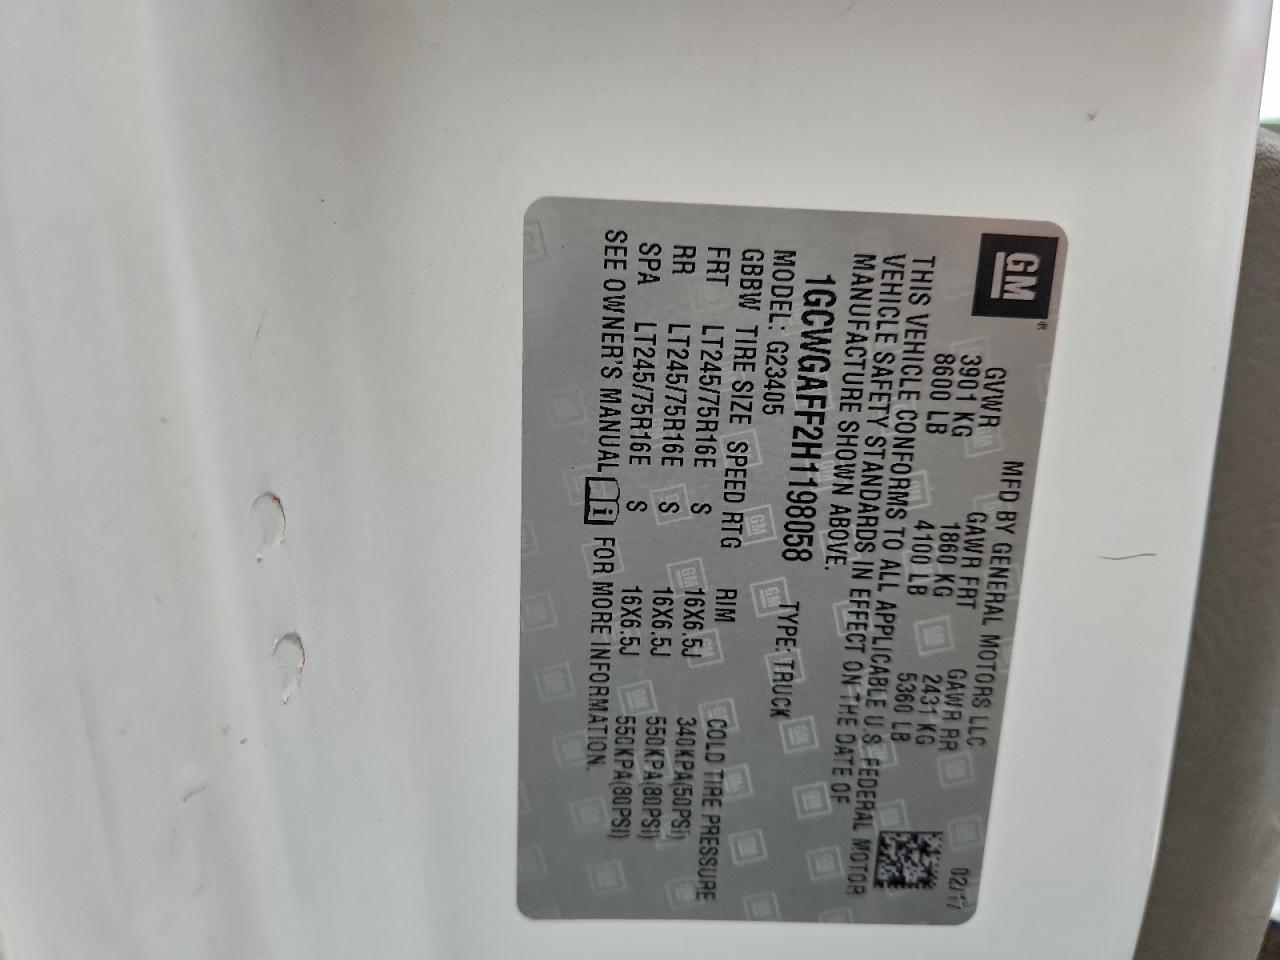 GM®
MFD BY GENERAL MOTORS LLC 02/17
GVWR GAWR FRT GAWR RR
3901 KG 1860 KG 2431 KG
8600 LB 4100 LB 5360 LB
THIS VEHICLE CONFORMS TO ALL APPLICABLE U.S. FEDERAL MOTOR
VEHICLE SAFETY STANDARDS IN EFFECT ON THE DATE OF
MANUFACTURE SHOWN ABOVE.
1GCWGAFF2H1198058 TYPE: TRUCK
MODEL: G23405
GBBW TIRE SIZE SPEED RTG RIM COLD TIRE PRESSURE
FRT LT245/75R16E S 16X6.5J 340KPA(50PSI)
RR LT245/75R16E S 16X6.5J 550KPA(80PSI)
SPA LT245/75R16E S 16X6.5J 550KPA(80PSI)
SEE OWNER'S MANUAL i FOR MORE INFORMATION.